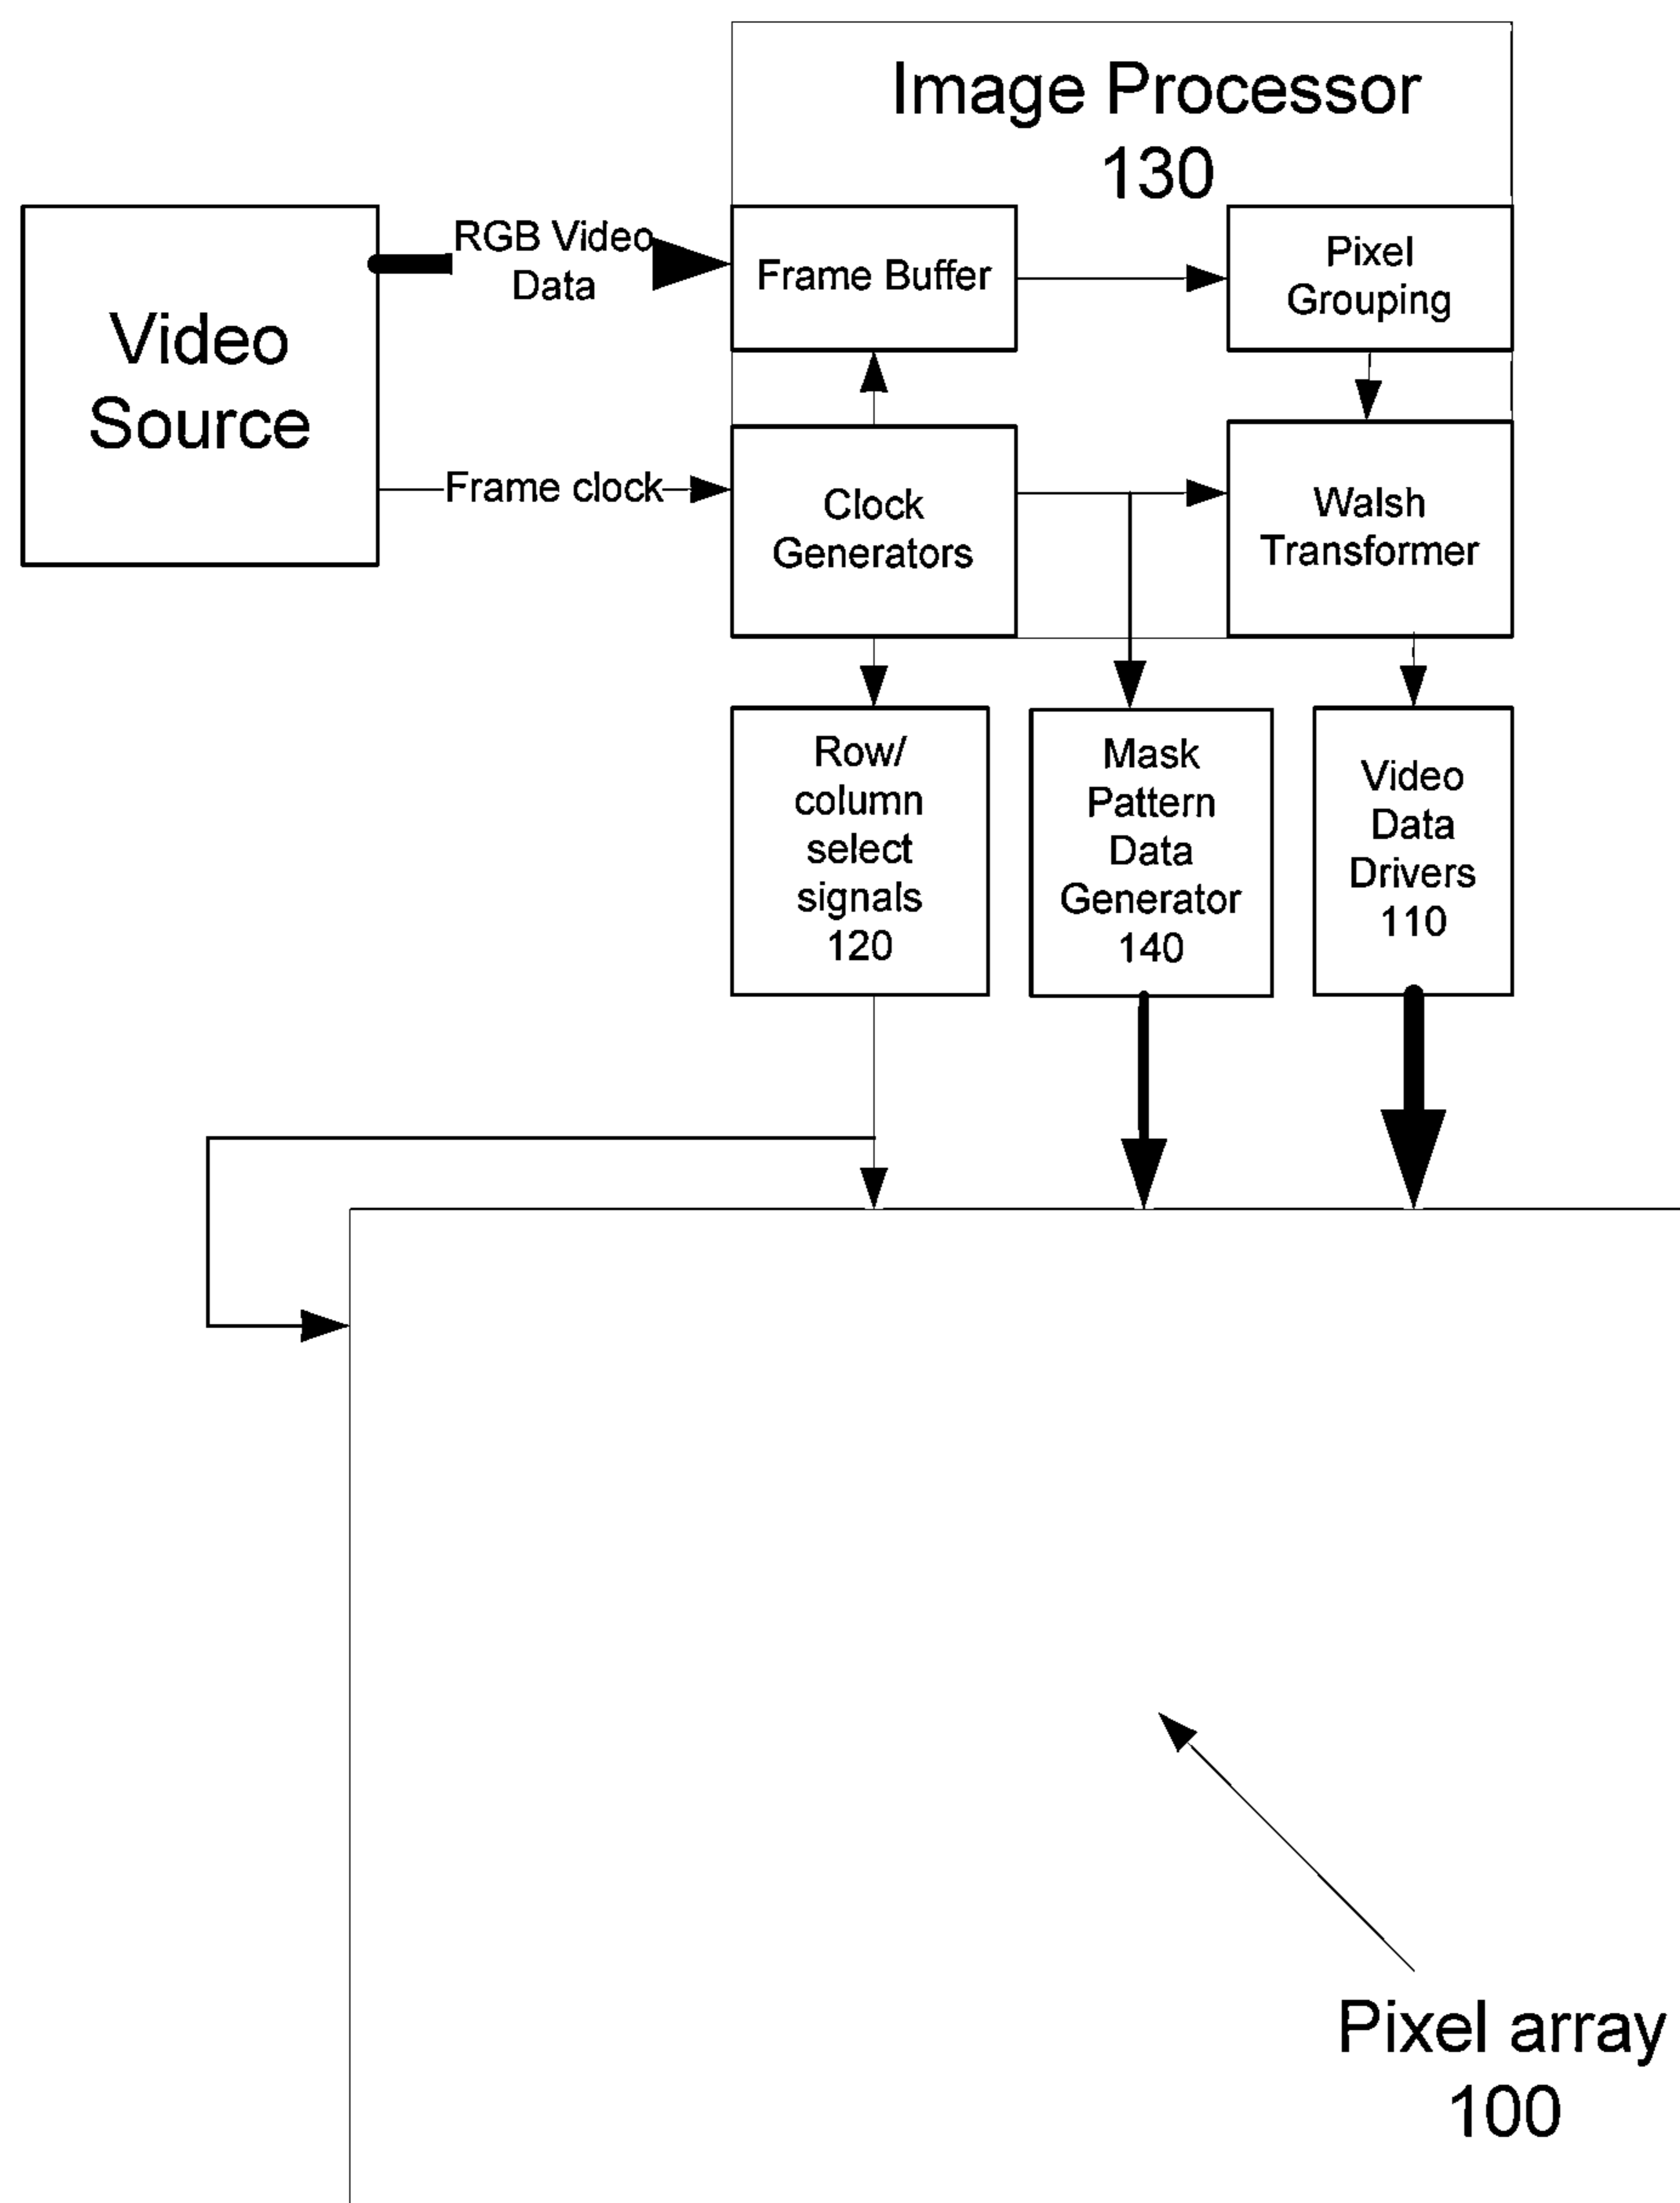 Image Processor
130
Video
Source
RGB Video
Data
Frame Buffer
Pixel
Grouping
Frame clock
Clock
Generators
Walsh
Transformer
Row/
column
select
signals
120
Mask
Pattern
Data
Generator
140
Video
Data
Drivers
110
Pixel array
100